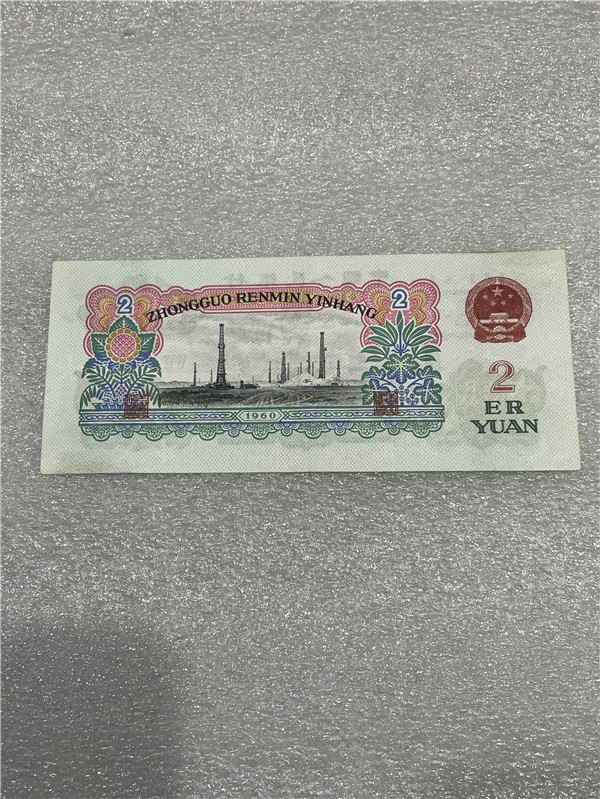 2
ZHONGGUO RENMIN YINHANG
2
1960
2
ER
YUAN